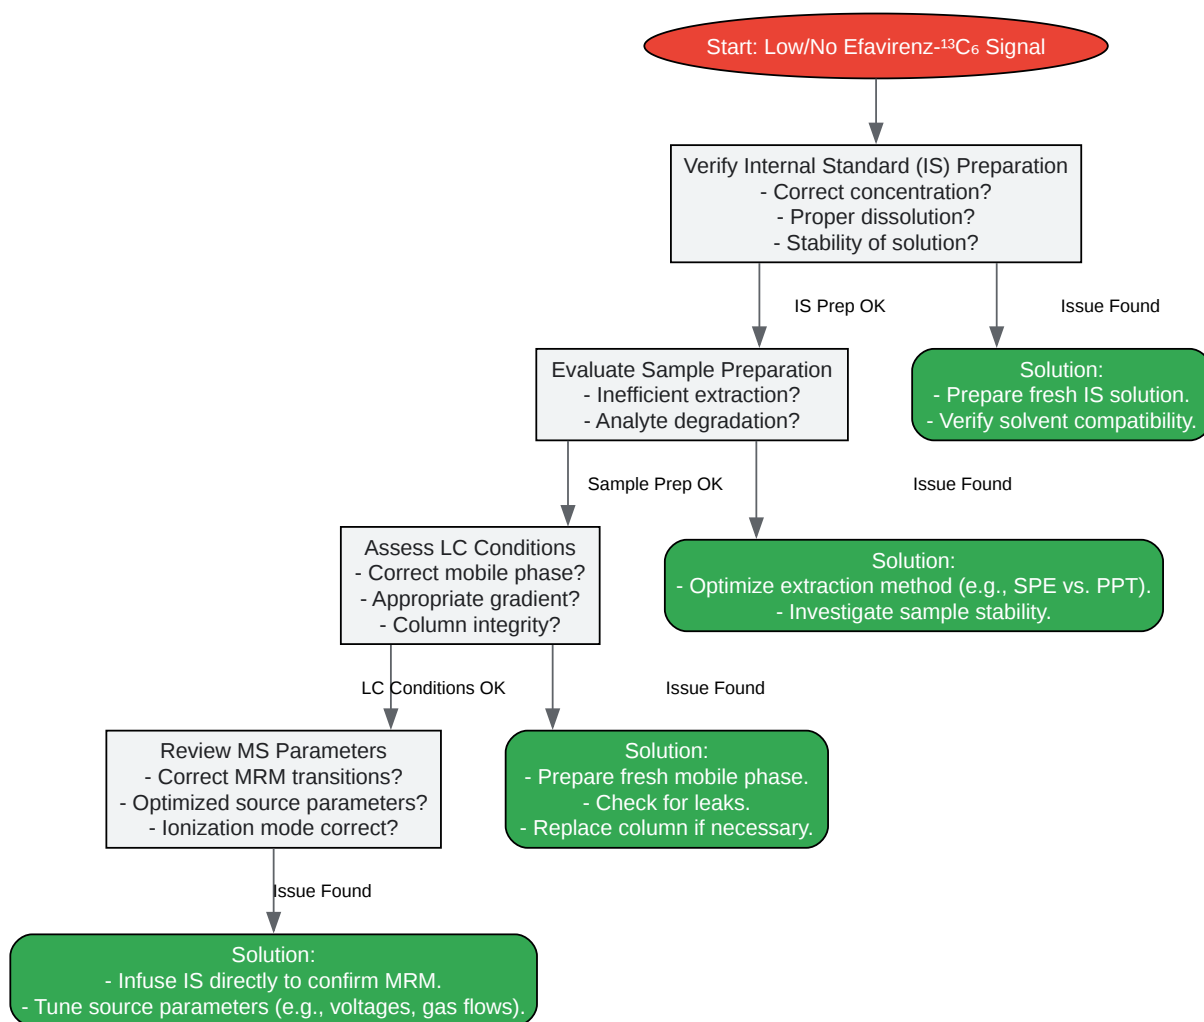 Start: Low/No Efavirenz-¹³C₆ Signal
Verify Internal Standard (IS) Preparation
- Correct concentration?
- Proper dissolution?
- Stability of solution?
IS Prep OK
Issue Found
Evaluate Sample Preparation
- Inefficient extraction?
- Analyte degradation?
Solution:
- Prepare fresh IS solution.
- Verify solvent compatibility.
Sample Prep OK
Issue Found
Assess LC Conditions
- Correct mobile phase?
- Appropriate gradient?
- Column integrity?
Solution:
- Optimize extraction method (e.g., SPE vs. PPT).
- Investigate sample stability.
LC Conditions OK
Issue Found
Review MS Parameters
- Correct MRM transitions?
- Optimized source parameters?
- Ionization mode correct?
Solution:
- Prepare fresh mobile phase.
- Check for leaks.
- Replace column if necessary.
Issue Found
Solution:
- Infuse IS directly to confirm MRM.
- Tune source parameters (e.g., voltages, gas flows).